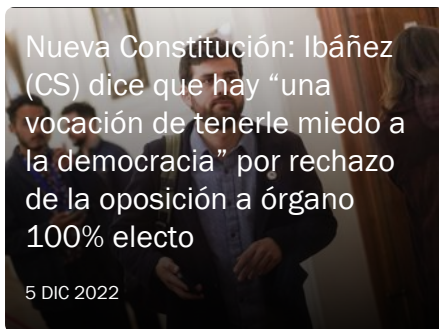 Nueva Constitución: Ibáñez
(CS) dice que hay “una
vocación de tenerle miedo a
la democracia” por rechazo
de la oposición a órgano
100% electo
5 DIC 2022